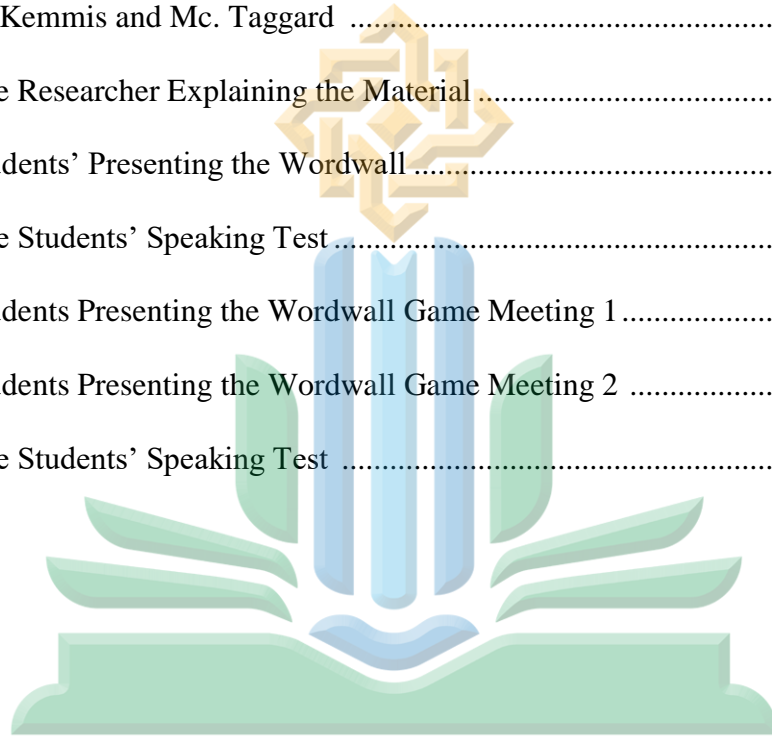 Kemmis and Mc. Taggard ................................................
e Researcher Explaining the Material ................................
dents' Presenting the Wordwall ........................................
e Students' Speaking Test ..................................................
dents Presenting the Wordwall Game Meeting 1 .................
dents Presenting the Wordwall Game Meeting 2 ................
e Students' Speaking Test .................................................